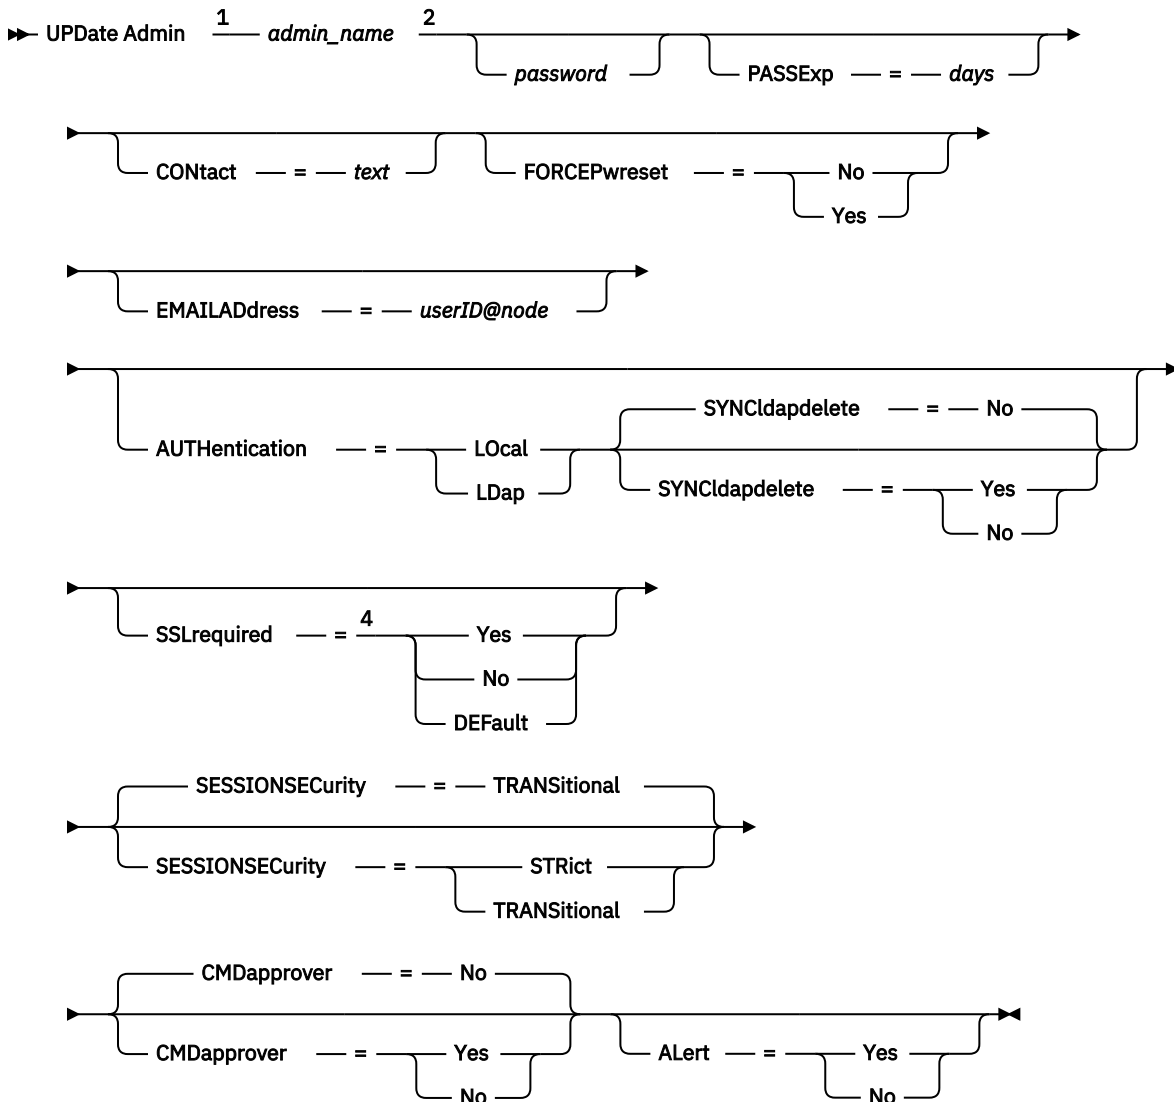 UPDate Admin 1 admin_name 2
password PASSExp = days
CONtact = text FORCEPwreset = No
Yes
EMAILADdress = userID@node
SYNCldapdelete = No
AUTHentication = LOcal
LDap SYNCldapdelete = Yes
No
SSLrequired = 4 Yes
No
DEFault
SESSIONSECurity = TRANSitional
SESSIONSECurity = STRict
TRANSitional
CMDapprover = No
CMDapprover = Yes ALert = Yes
No No